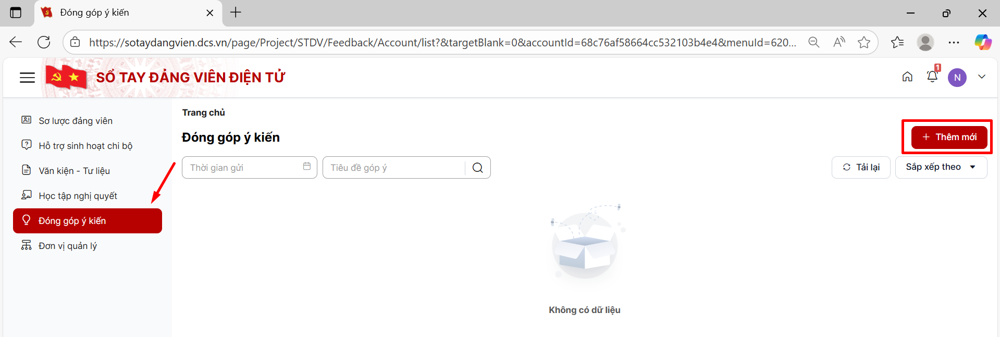 Đóng góp ý kiến
https://sotaydangvien.dcs.vn/page/Project/STDV/Feedback/Account/list?&targetBlank=0&accountId=68c76af58664cc532103b4e4&menuId=620...
SỔ TAY ĐẢNG VIÊN ĐIỆN TỬ
1
N
Sơ lược đảng viên
Hỗ trợ sinh hoạt chi bộ
Văn kiện - Tư liệu
Học tập nghị quyết
Đóng góp ý kiến
Đơn vị quản lý
Trang chủ
Đóng góp ý kiến
+ Thêm mới
Thời gian gửi
Tiêu đề góp ý
Tải lại
Sắp xếp theo
Không có dữ liệu